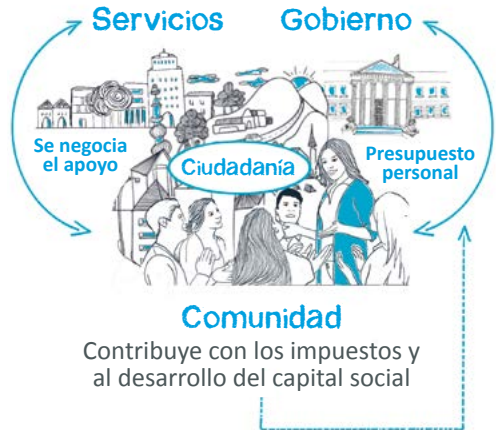 Servicios
Gobierno
Se negocia
el apoyo
Ciudadanía
Presupuesto
personal
Comunidad
Contribuye con los impuestos y
al desarrollo del capital social